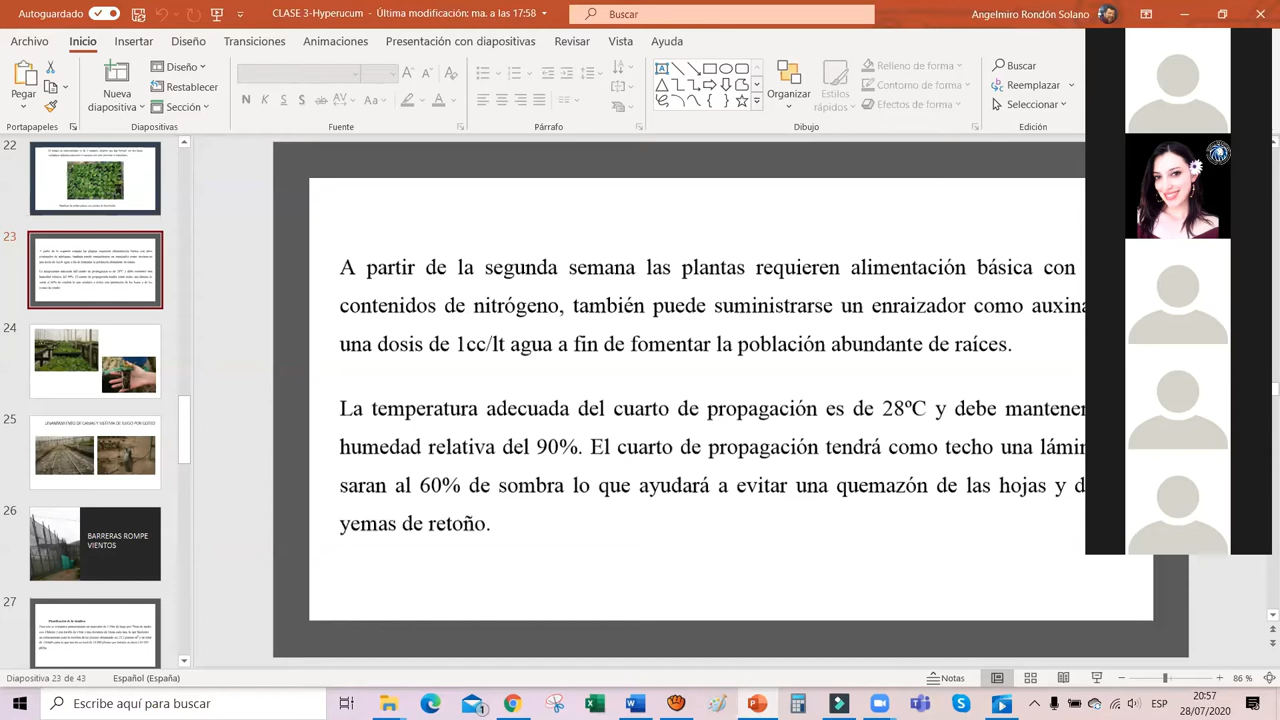 Autoguardado
CLASE 3-Hyperucum - Última modificación: ma. a las 17:58
Buscar
Angelmiro Rondón Solano
Archivo Inicio Insertar Diseño Transiciones Animaciones Presentación con diapositivas Revisar Vista Ayuda
Pegar
Nueva
diapositiva
Diseño
Restablecer
Sección
Organizar
Estilos
rápidos
Relleno de forma
Contorno de forma
Efectos de forma
Buscar
Reemplazar
Seleccionar
Portapapeles Diapositivas Fuente Párrafo Dibujo Edición
22
23
24
25
26
BARRERAS ROMPE
VIENTOS
27
A partir de la segunda semana las plantas requieren alimentación básica con
contenidos de nitrógeno, también puede suministrarse un enraizador como auxina
una dosis de 1cc/lt agua a fin de fomentar la población abundante de raíces.
La temperatura adecuada del cuarto de propagación es de 28ºC y debe mantener
humedad relativa del 90%. El cuarto de propagación tendrá como techo una lámin
saran al 60% de sombra lo que ayudará a evitar una quemazón de las hojas y d
yemas de retoño.
Diapositiva 23 de 43 Español (España) Notas 86 %
Escribe aquí para buscar
1
ESP
20:57
28/07/2020